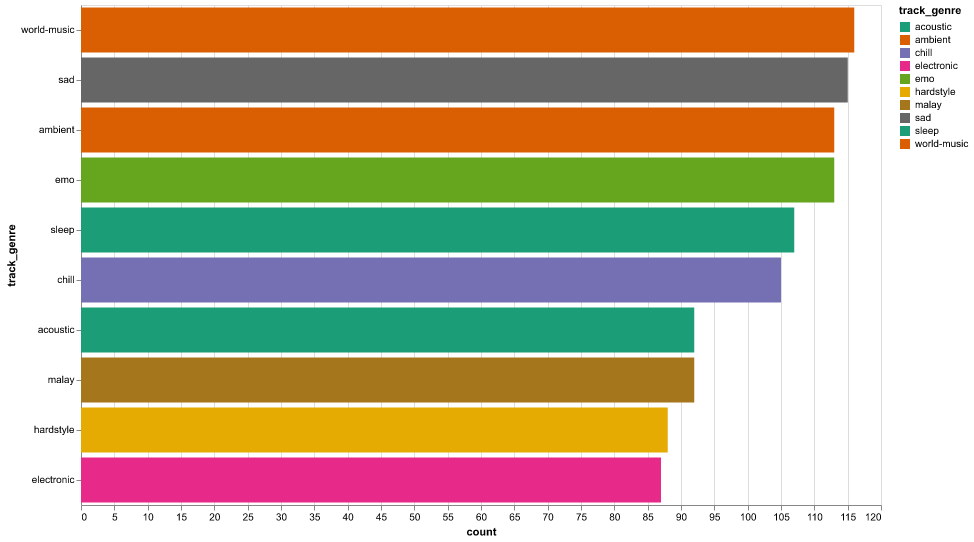 track_genre
world-music
sad
ambient
emo
sleep
chill
acoustic
malay
hardstyle
electronic
0 5 10 15 20 25 30 35 40 45 50 55 60 65 70 75 80 85 90 95 100 105 110 115 120
count
track_genre
acoustic
ambient
chill
electronic
emo
hardstyle
malay
sad
sleep
world-music